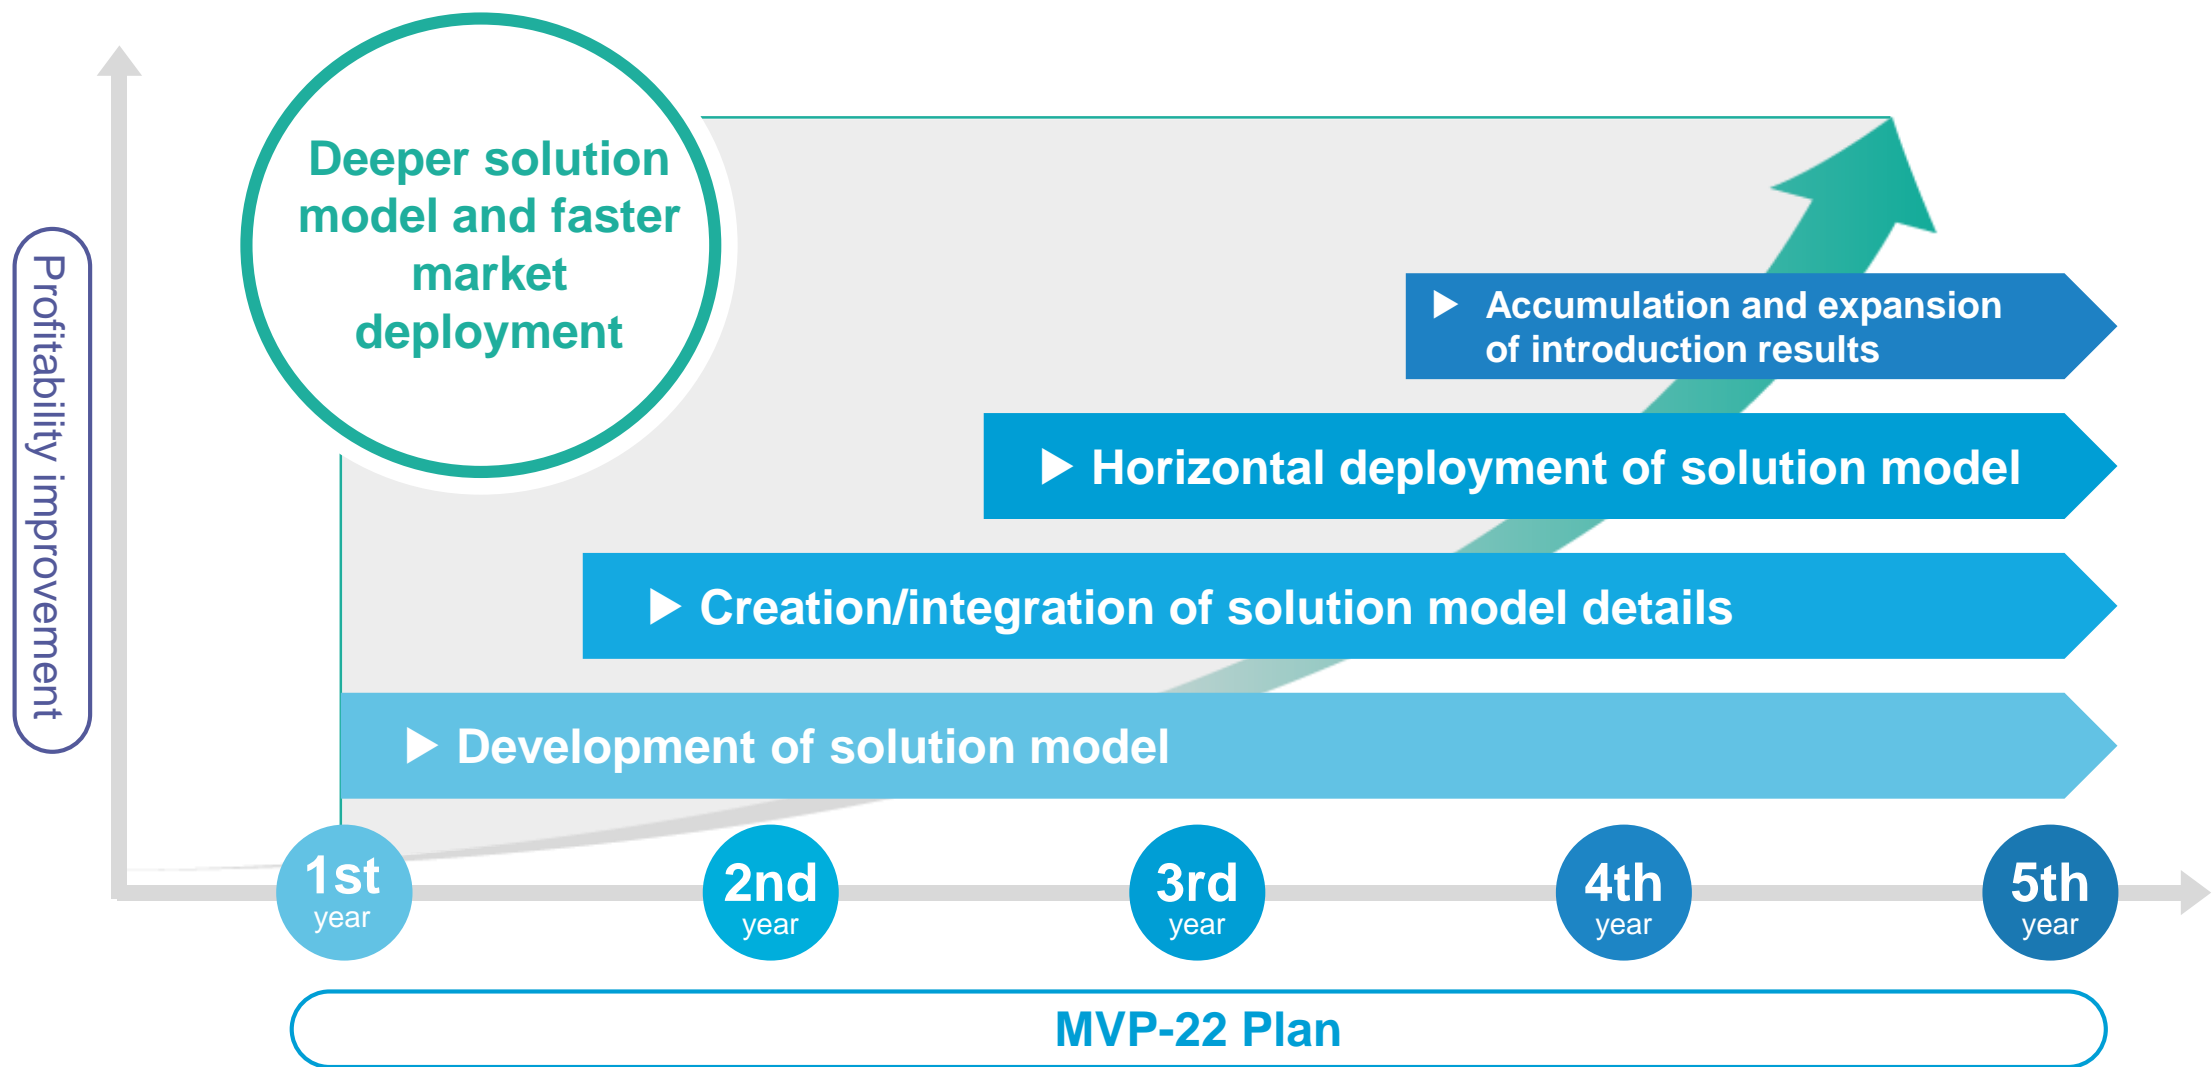 Deeper solution
model and faster
market
deployment
Profitability improvement
Accumulation and expansion
of introduction results
Horizontal deployment of solution model
Creation/integration of solution model details
Development of solution model
1st
year
2nd
year
3rd
year
4th
year
5th
year
MVP-22 Plan